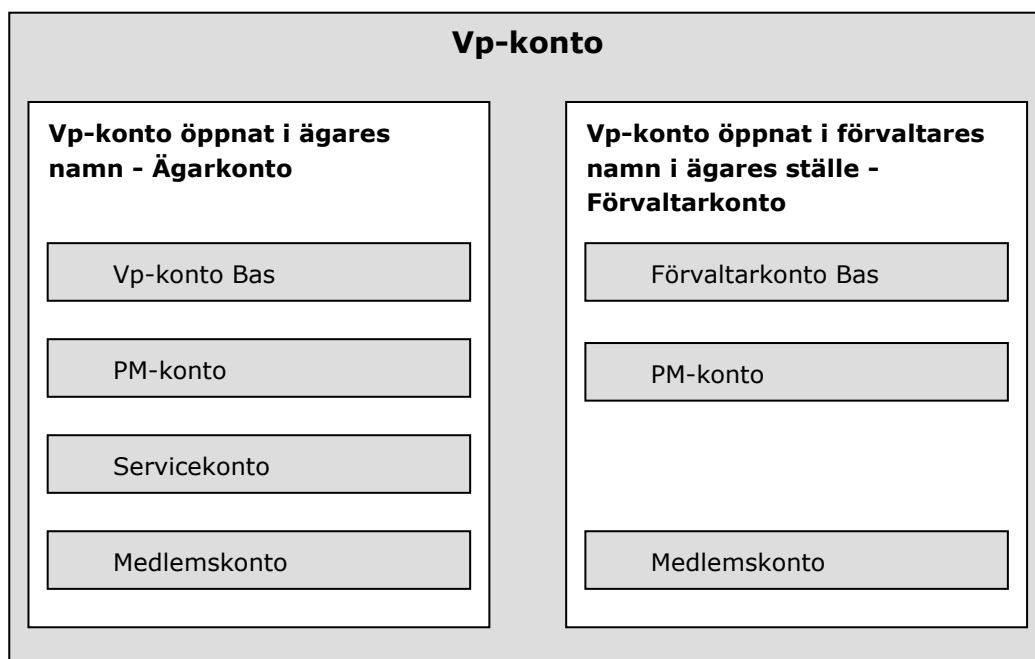 Vp-konto
Vp-konto öppnat i ägares
namn - Ägarkonto
Vp-konto Bas
PM-konto
Servicekonto
Medlemskonto
Vp-konto öppnat i förvaltares
namn i ägares ställe -
Förvaltarkonto
Förvaltarkonto Bas
PM-konto
Medlemskonto